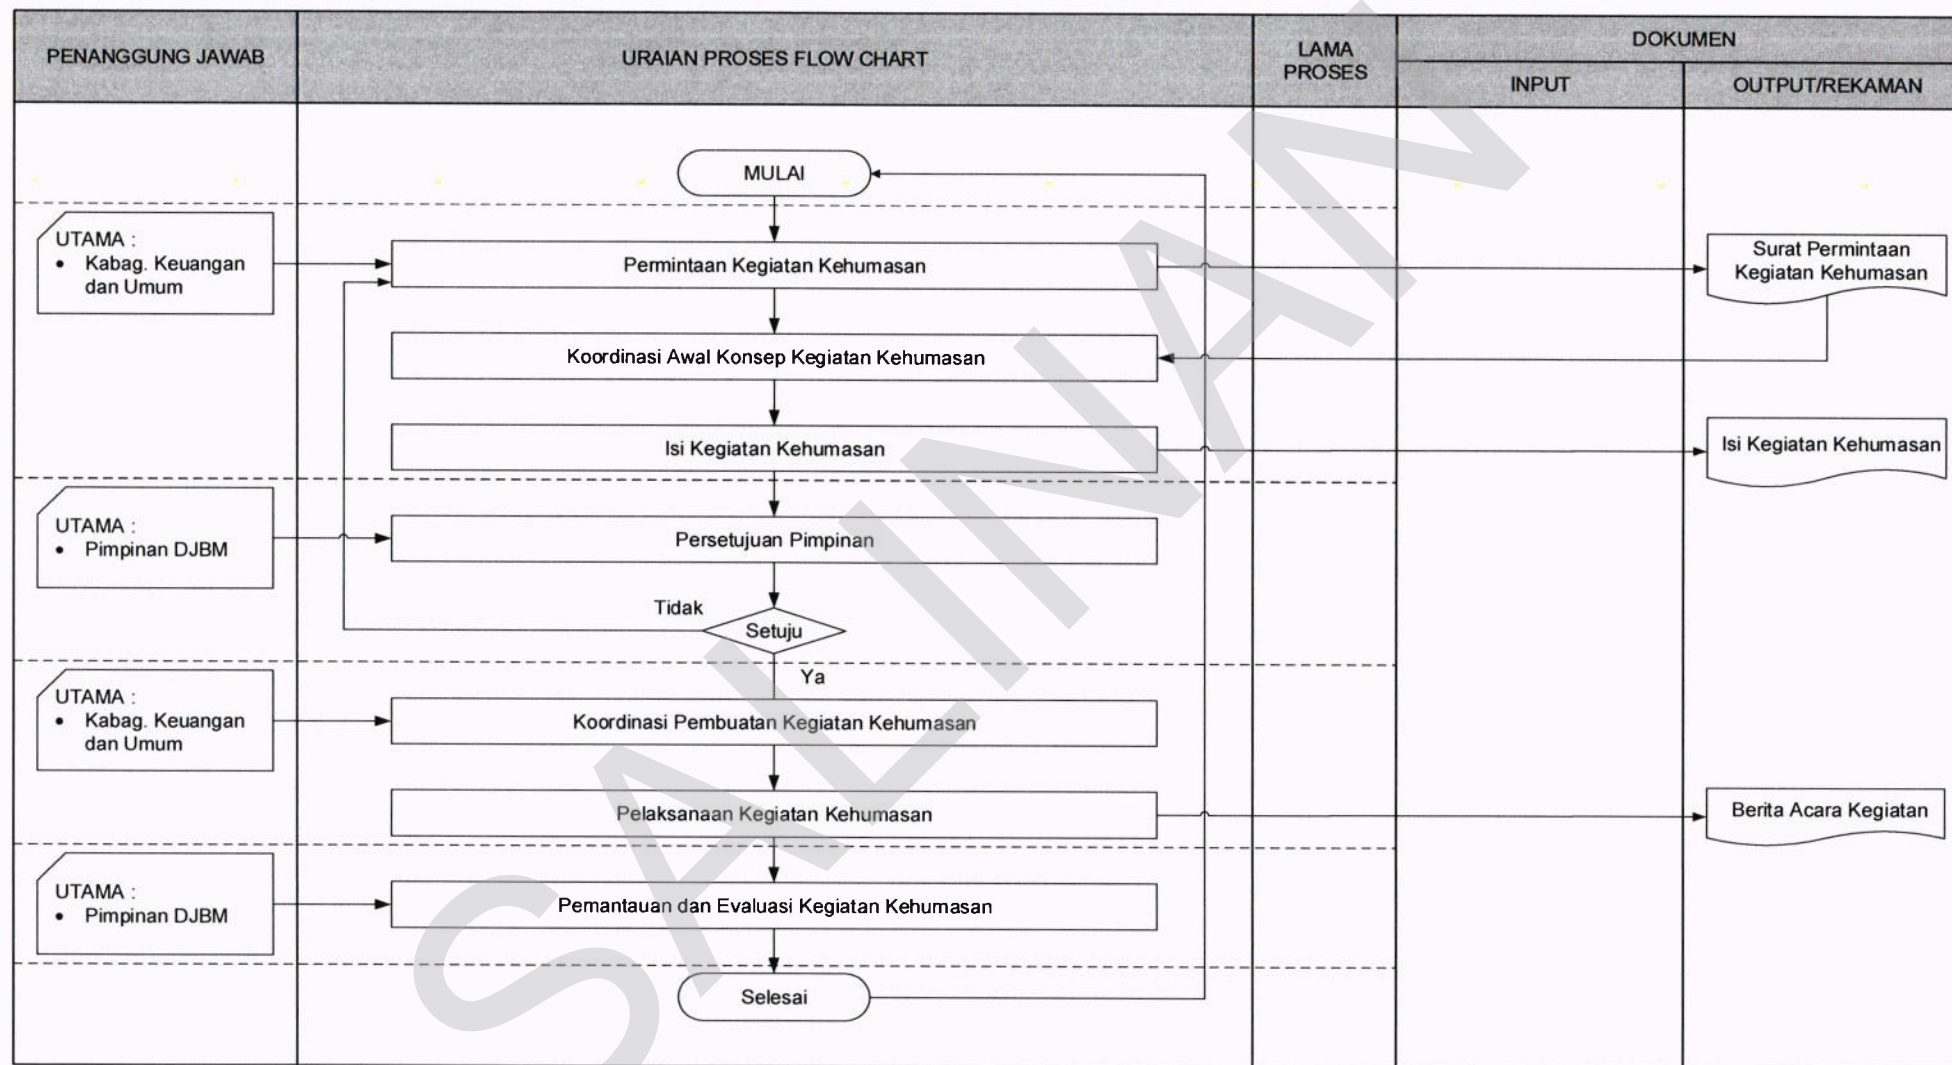 PENANGGUNG JAWAB
URAIAN PROSES FLOW CHART
LAMA
PROSES
DOKUMEN
INPUT
OUTPUT/REKAMAN
MULAI
UTAMA :
• Kabag. Keuangan
dan Umum
Permintaan Kegiatan Kehumasan
Surat Permintaan
Kegiatan Kehumasan
Koordinasi Awal Konsep Kegiatan Kehumasan
Isi Kegiatan Kehumasan
Isi Kegiatan Kehumasan
UTAMA :
• Pimpinan DJBM
Persetujuan Pimpinan
Tidak
Setuju
Ya
UTAMA :
• Kabag. Keuangan
dan Umum
Koordinasi Pembuatan Kegiatan Kehumasan
Pelaksanaan Kegiatan Kehumasan
Berita Acara Kegiatan
UTAMA :
• Pimpinan DJBM
Pemantauan dan Evaluasi Kegiatan Kehumasan
Selesai
SALINAN